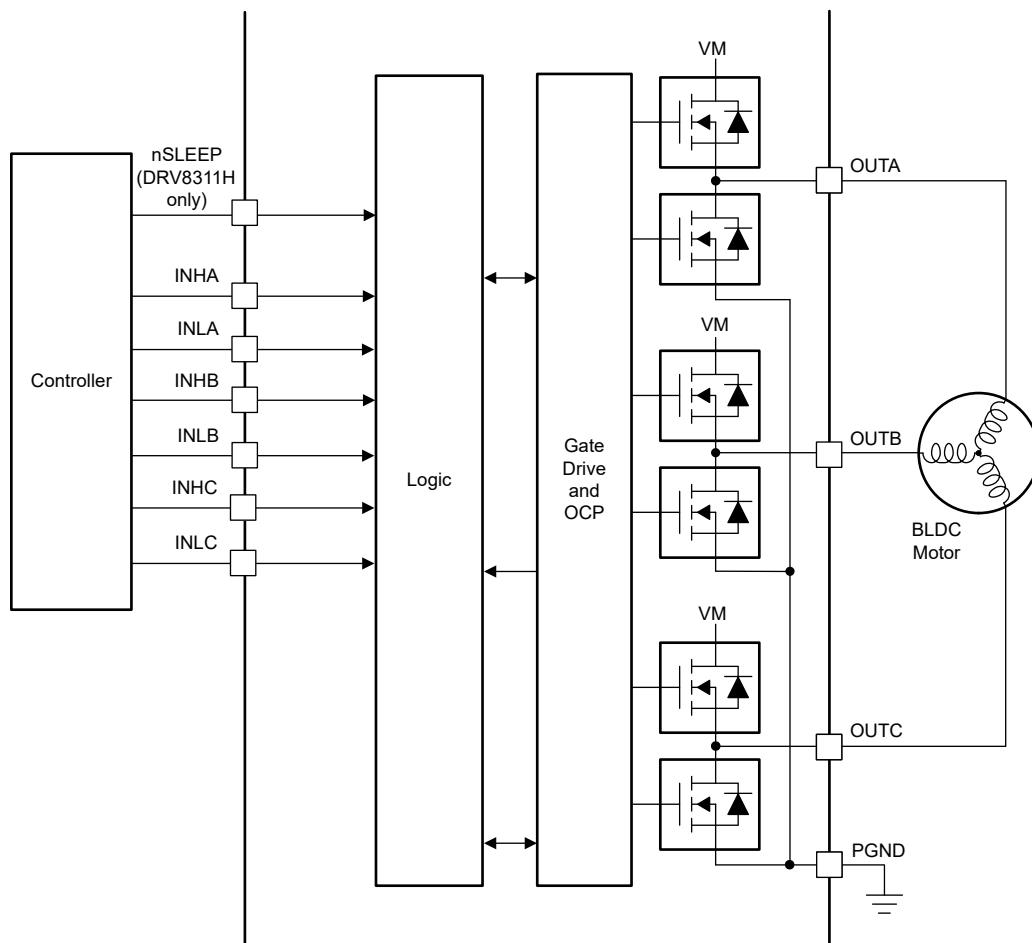 VM
nSLEEP
(DRV8311H
only)
OUTA
INHA
INLA
VM
Controller
INHB
OUTB
INLB
Logic
Gate
Drive
and
OCP
INHC
BLDC
Motor
INLC
VM
OUTC
PGND